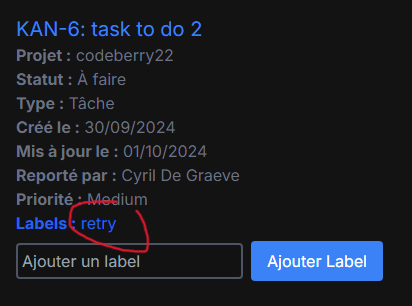 KAN-6: task to do 2
Projet : codeberry22
Statut : À faire
Type : Tâche
Créé le : 30/09/2024
Mis à jour le : 01/10/2024
Reporté par : Cyril De Graeve
Priorité : Medium
Labels : retry
Ajouter un label
Ajouter Label